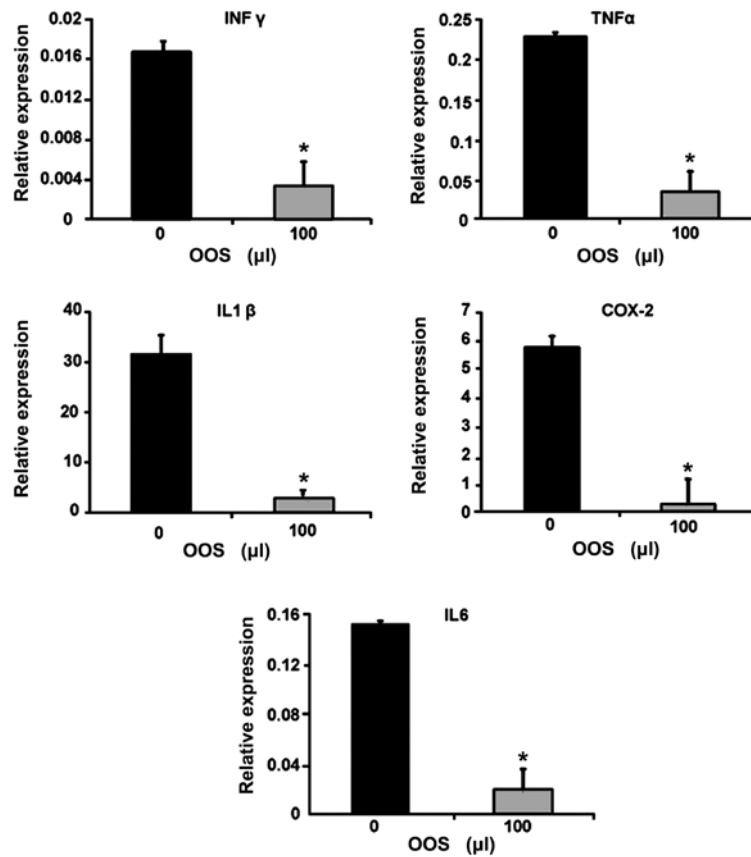 INF γ
Relative expression
0.02
0.016
0.012
0.008
0.004
0
*
0 100
OOS (µl)
TNFα
Relative expression
0.25
0.2
0.15
0.1
0.05
0
*
0 100
OOS (µl)
IL1 β
Relative expression
40
30
20
10
0
*
0 100
OOS (µl)
COX-2
Relative expression
7
6
5
4
3
2
1
0
*
0 100
OOS (µl)
IL6
Relative expression
0.16
0.12
0.08
0.04
0
*
0 100
OOS (µl)